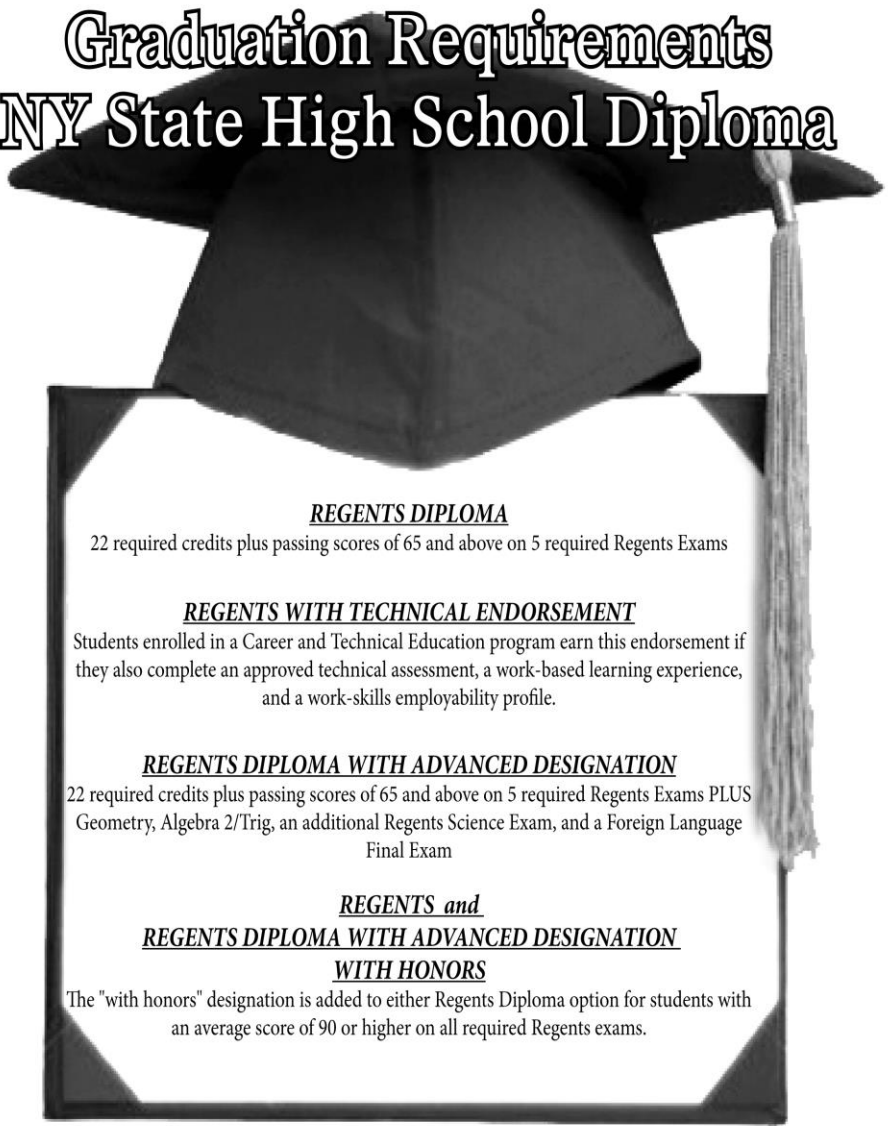 Graduation Requirements
NY State High School Diploma
REGENTS DIPLOMA
22 required credits plus passing scores of 65 and above on 5 required Regents Exams
REGENTS WITH TECHNICAL ENDORSEMENT
Students enrolled in a Career and Technical Education program earn this endorsement if
they also complete an approved technical assessment, a work-based learning experience,
and a work-skills employability profile.
REGENTS DIPLOMA WITH ADVANCED DESIGNATION
22 required credits plus passing scores of 65 and above on 5 required Regents Exams PLUS
Geometry, Algebra 2/Trig, an additional Regents Science Exam, and a Foreign Language
Final Exam
REGENTS and
REGENTS DIPLOMA WITH ADVANCED DESIGNATION
WITH HONORS
The "with honors" designation is added to either Regents Diploma option for students with
an average score of 90 or higher on all required Regents exams.